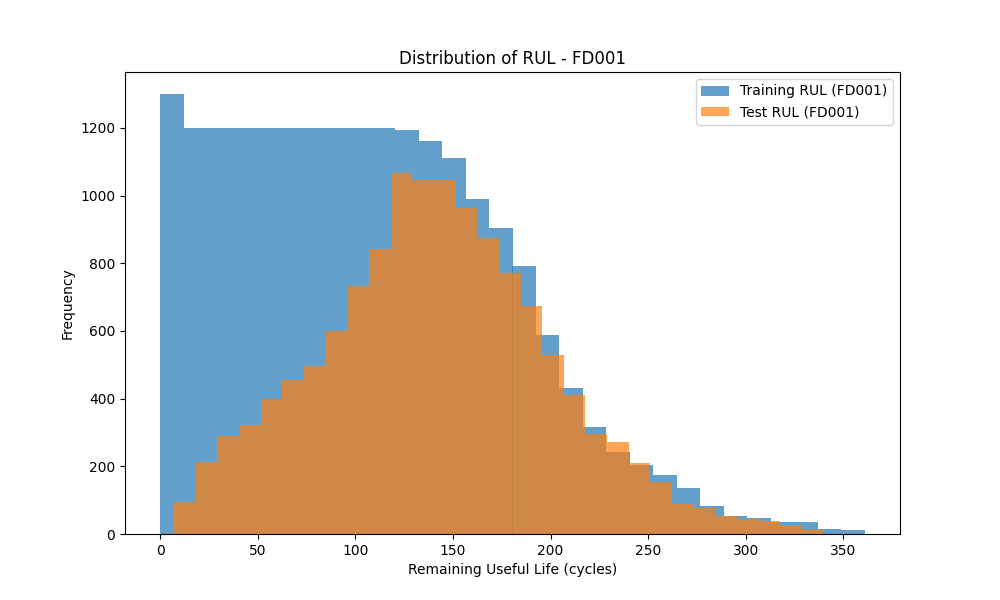 Distribution of RUL - FD001
Training RUL (FD001)
Test RUL (FD001)
Frequency
1200
1000
800
600
400
200
0
0 50 100 150 200 250 300 350
Remaining Useful Life (cycles)